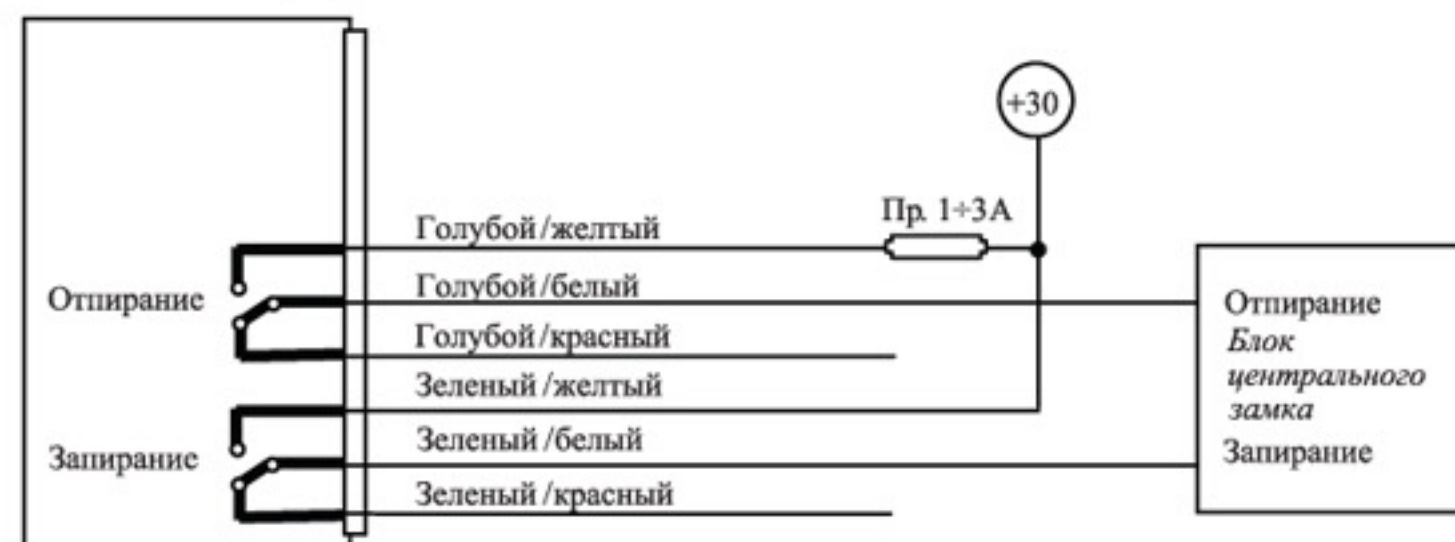 +30
Пр. 1÷3А
Голубой/желтый
Голубой/белый
Голубой/красный
Зеленый/желтый
Зеленый/белый
Зеленый/красный
Отпирание
Запирание
Отпирание
Блок
центрального
замка
Запирание